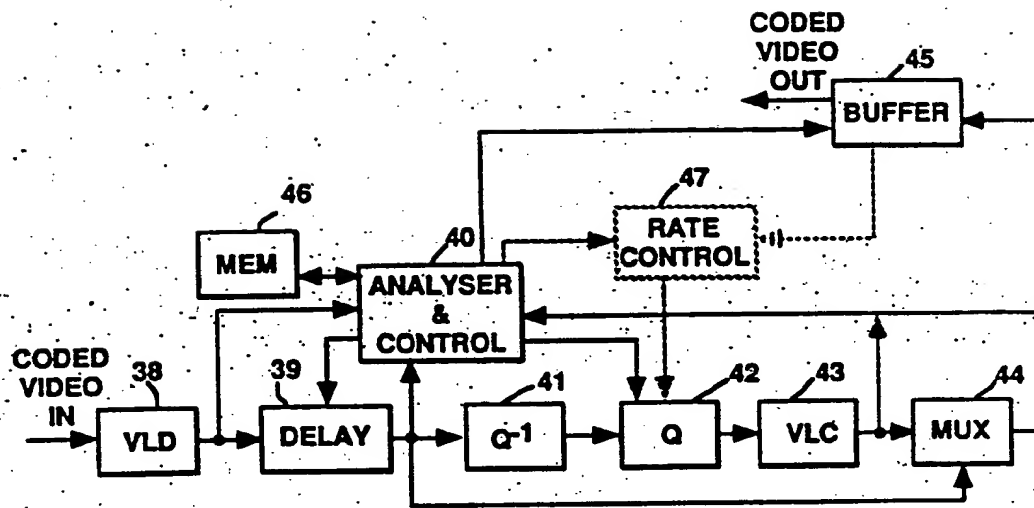 CODED
VIDEO
OUT
45
BUFFER
47
RATE
CONTROL
46
MEM
40
ANALYSER
&
CONTROL
CODED
VIDEO
IN
38
VLD
39
DELAY
41
Q-1
42
Q
43
VLC
44
MUX